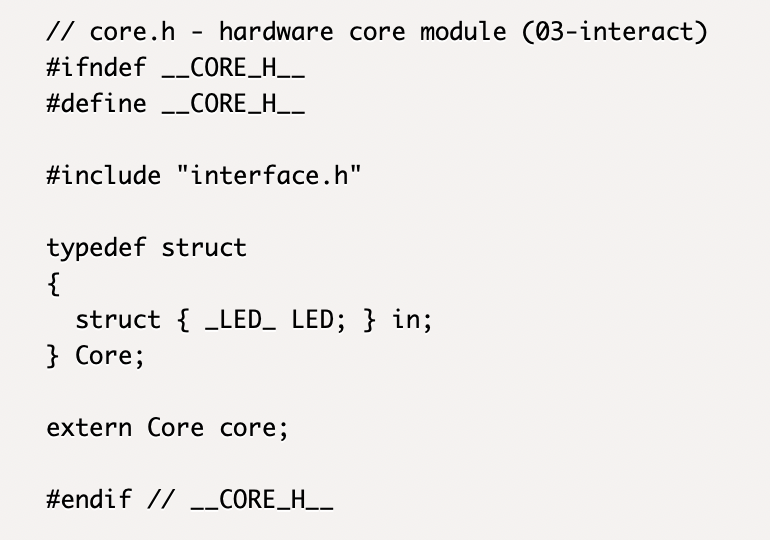 // core.h - hardware core module (03-interact)
#ifndef __CORE_H__
#define __CORE_H__

#include "interface.h"

typedef struct
{
  struct { _LED_ LED; } in;
} Core;

extern Core core;

#endif // __CORE_H__